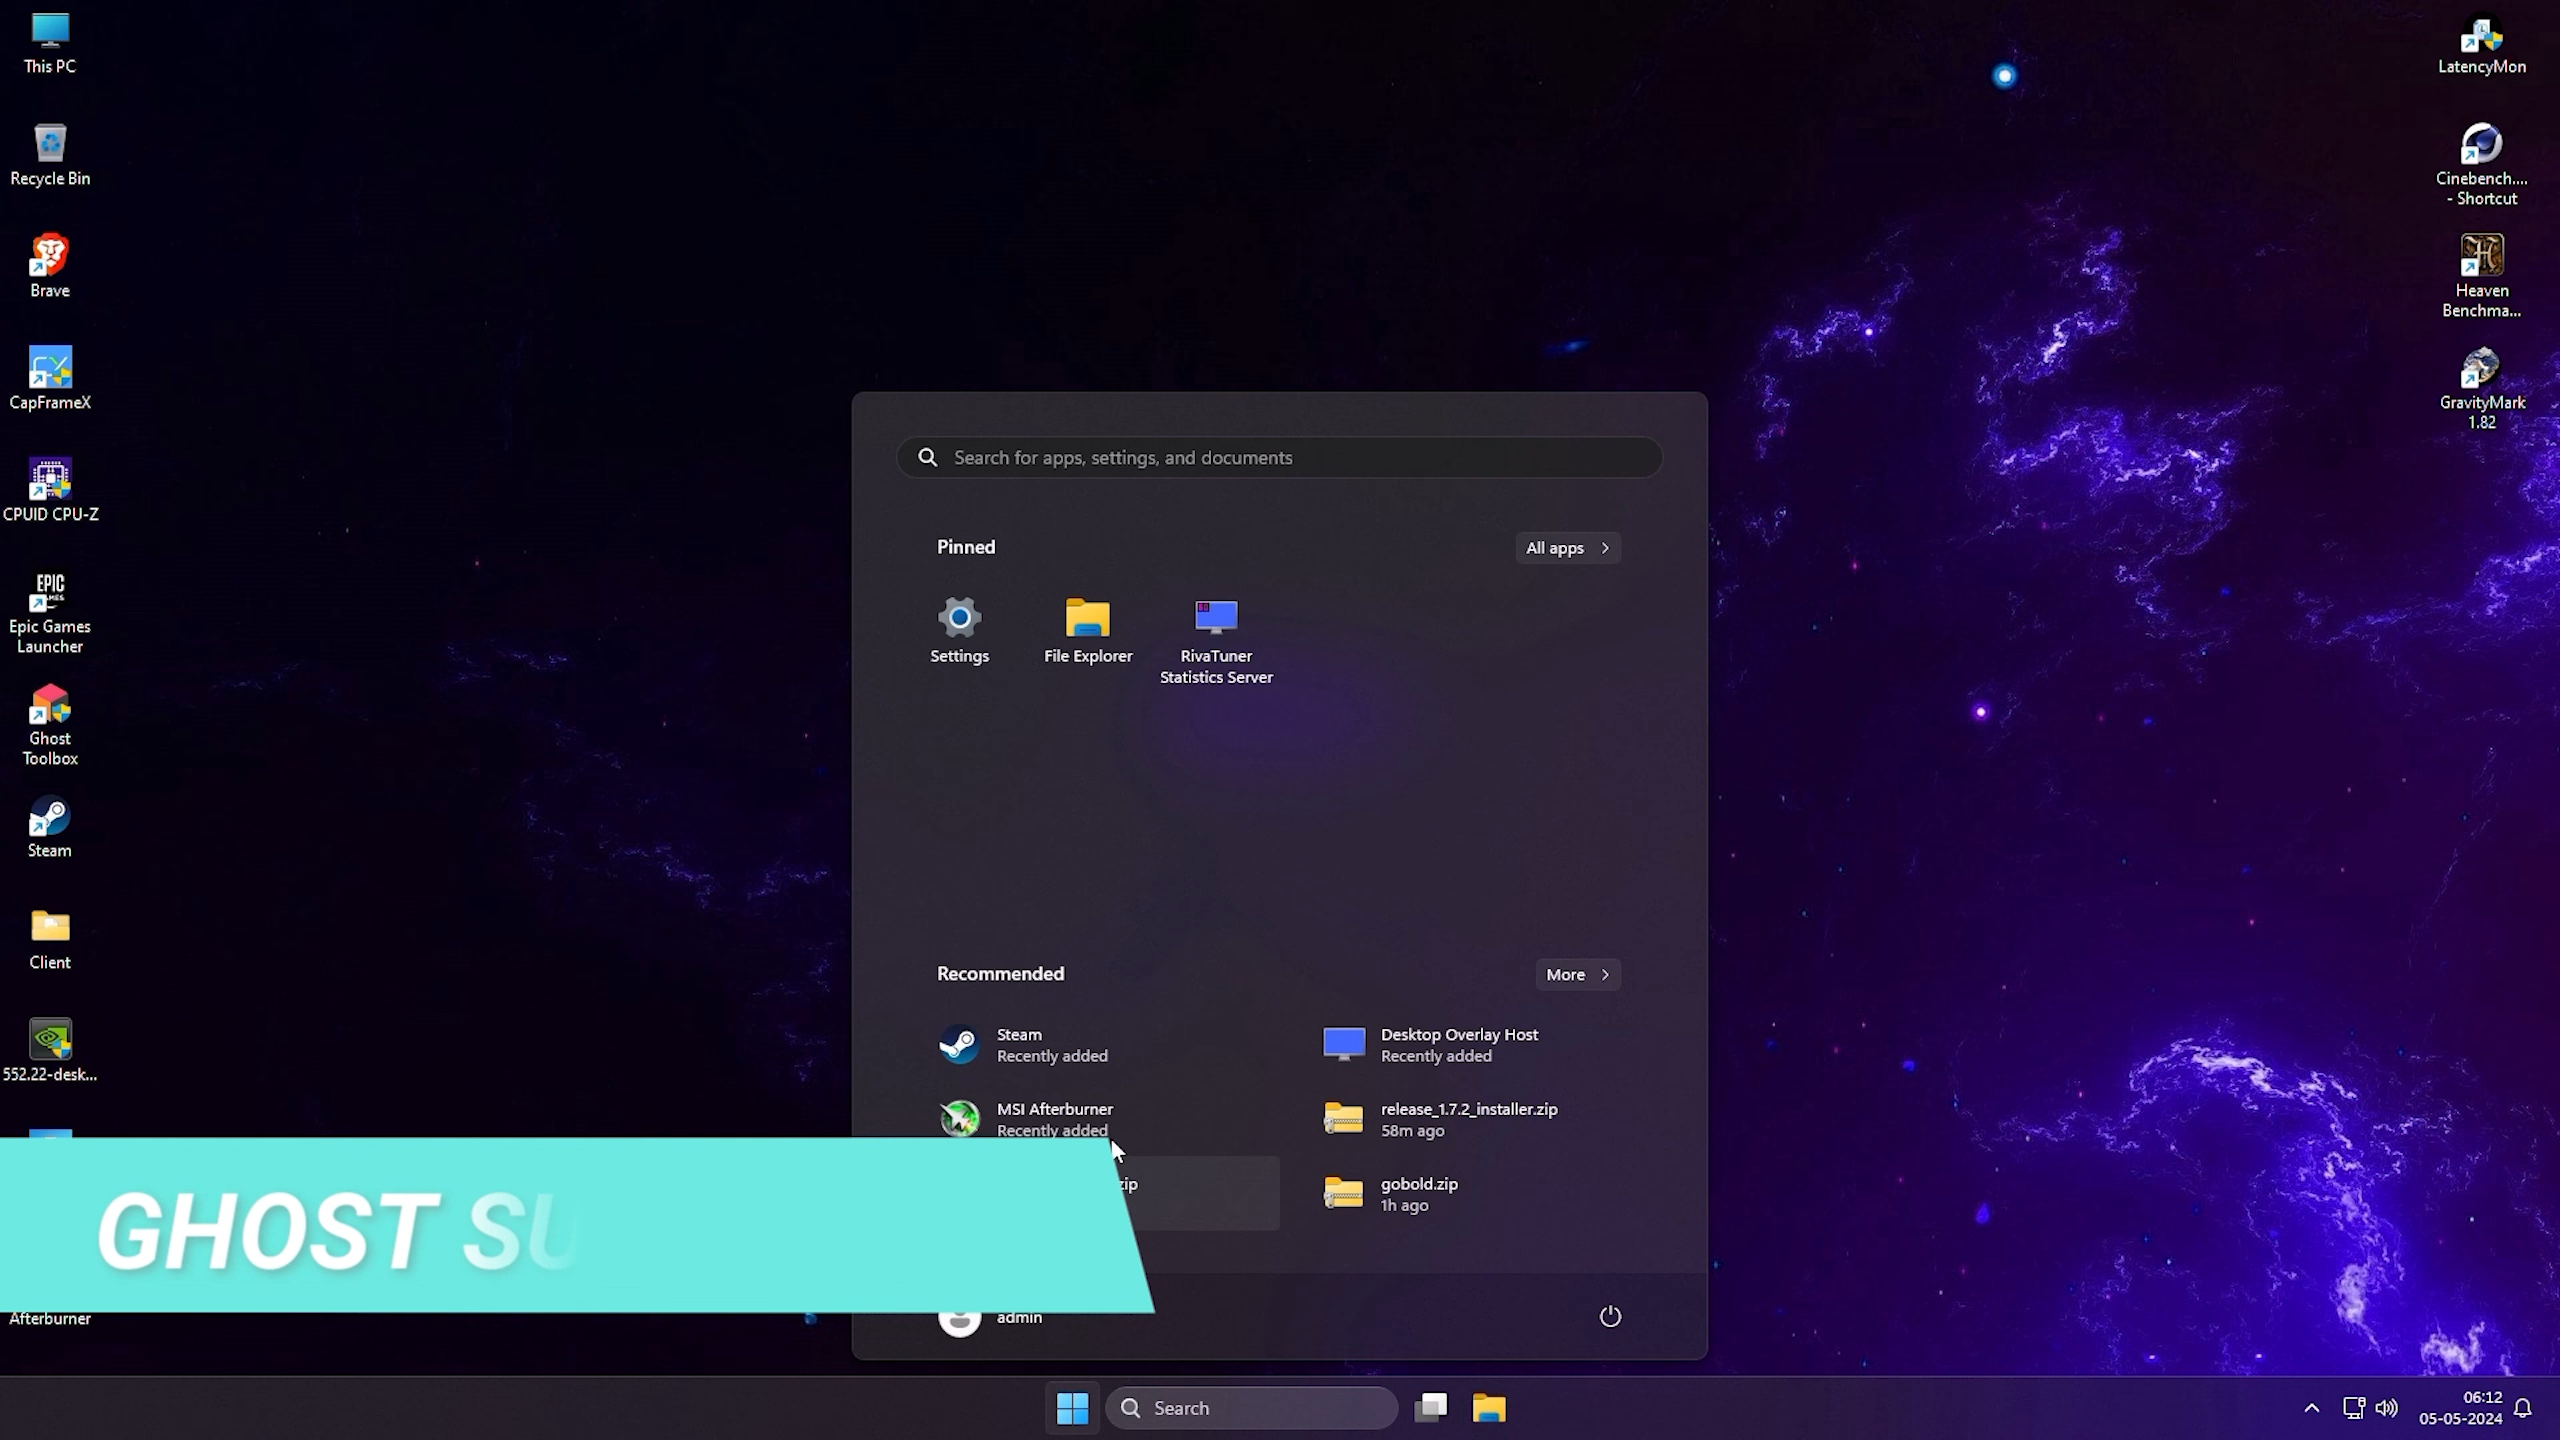 This PC
Recycle Bin
Brave
CapFrameX
CPUID CPU-Z
EPIC
Epic Games
Launcher
Ghost
Toolbox
Steam
Client
552.22-desk...
Afterburner
LatencyMon
Cinebench....
- Shortcut
Heaven
Benchma...
GravityMark
1.82
Search for apps, settings, and documents
Pinned
All apps
Settings
File Explorer
RivaTuner
Statistics Server
Recommended
More
Steam
Recently added
Desktop Overlay Host
Recently added
MSI Afterburner
Recently added
release_1.7.2_installer.zip
58m ago
zip
gobold.zip
1h ago
GHOST SU
admin
Search
06:12
05-05-2024